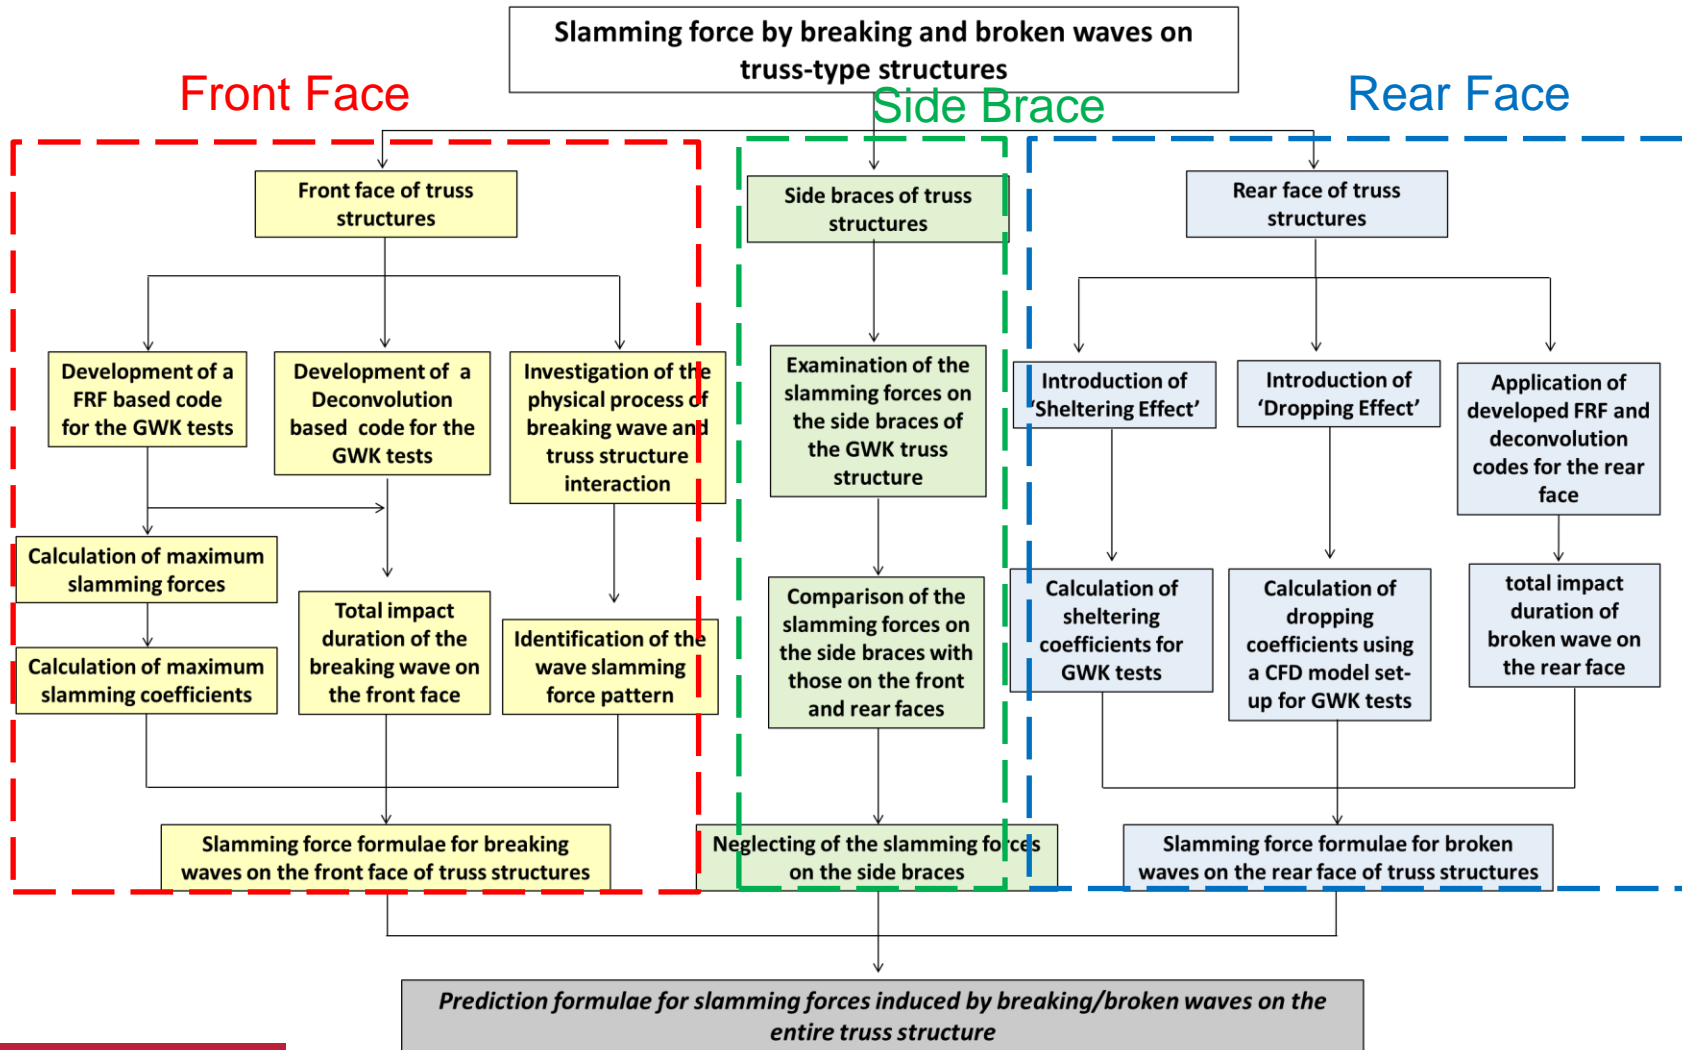 Slamming force by breaking and broken waves on
truss-type structures
Front Face
Side Brace
Rear Face
Front face of truss
structures
Side braces of truss
structures
Rear face of truss
structures
Development of a
FRF based code
for the GWK tests
Development of a
Deconvolution
based code for the
GWK tests
Investigation of the
physical process of
breaking wave and
truss structure
interaction
Examination of the
slamming forces on
the side braces of
the GWK truss
structure
Introduction of
‘Sheltering Effect’
Introduction of
‘Dropping Effect’
Application of
developed FRF and
deconvolution
codes for the rear
face
Calculation of maximum
slamming forces
Calculation of maximum
slamming coefficients
Total impact
duration of the
breaking wave on
the front face
Identification of the
wave slamming
force pattern
Comparison of the
slamming forces on
the side braces with
those on the front
and rear faces
Calculation of
sheltering
coefficients for
GWK tests
Calculation of
dropping
coefficients using
a CFD model set-
up for GWK tests
total impact
duration of
broken wave on
the rear face
Slamming force formulae for breaking
waves on the front face of truss structures
Neglecting of the slamming forces
on the side braces
Slamming force formulae for broken
waves on the rear face of truss structures
Prediction formulae for slamming forces induced by breaking/broken waves on the
entire truss structure